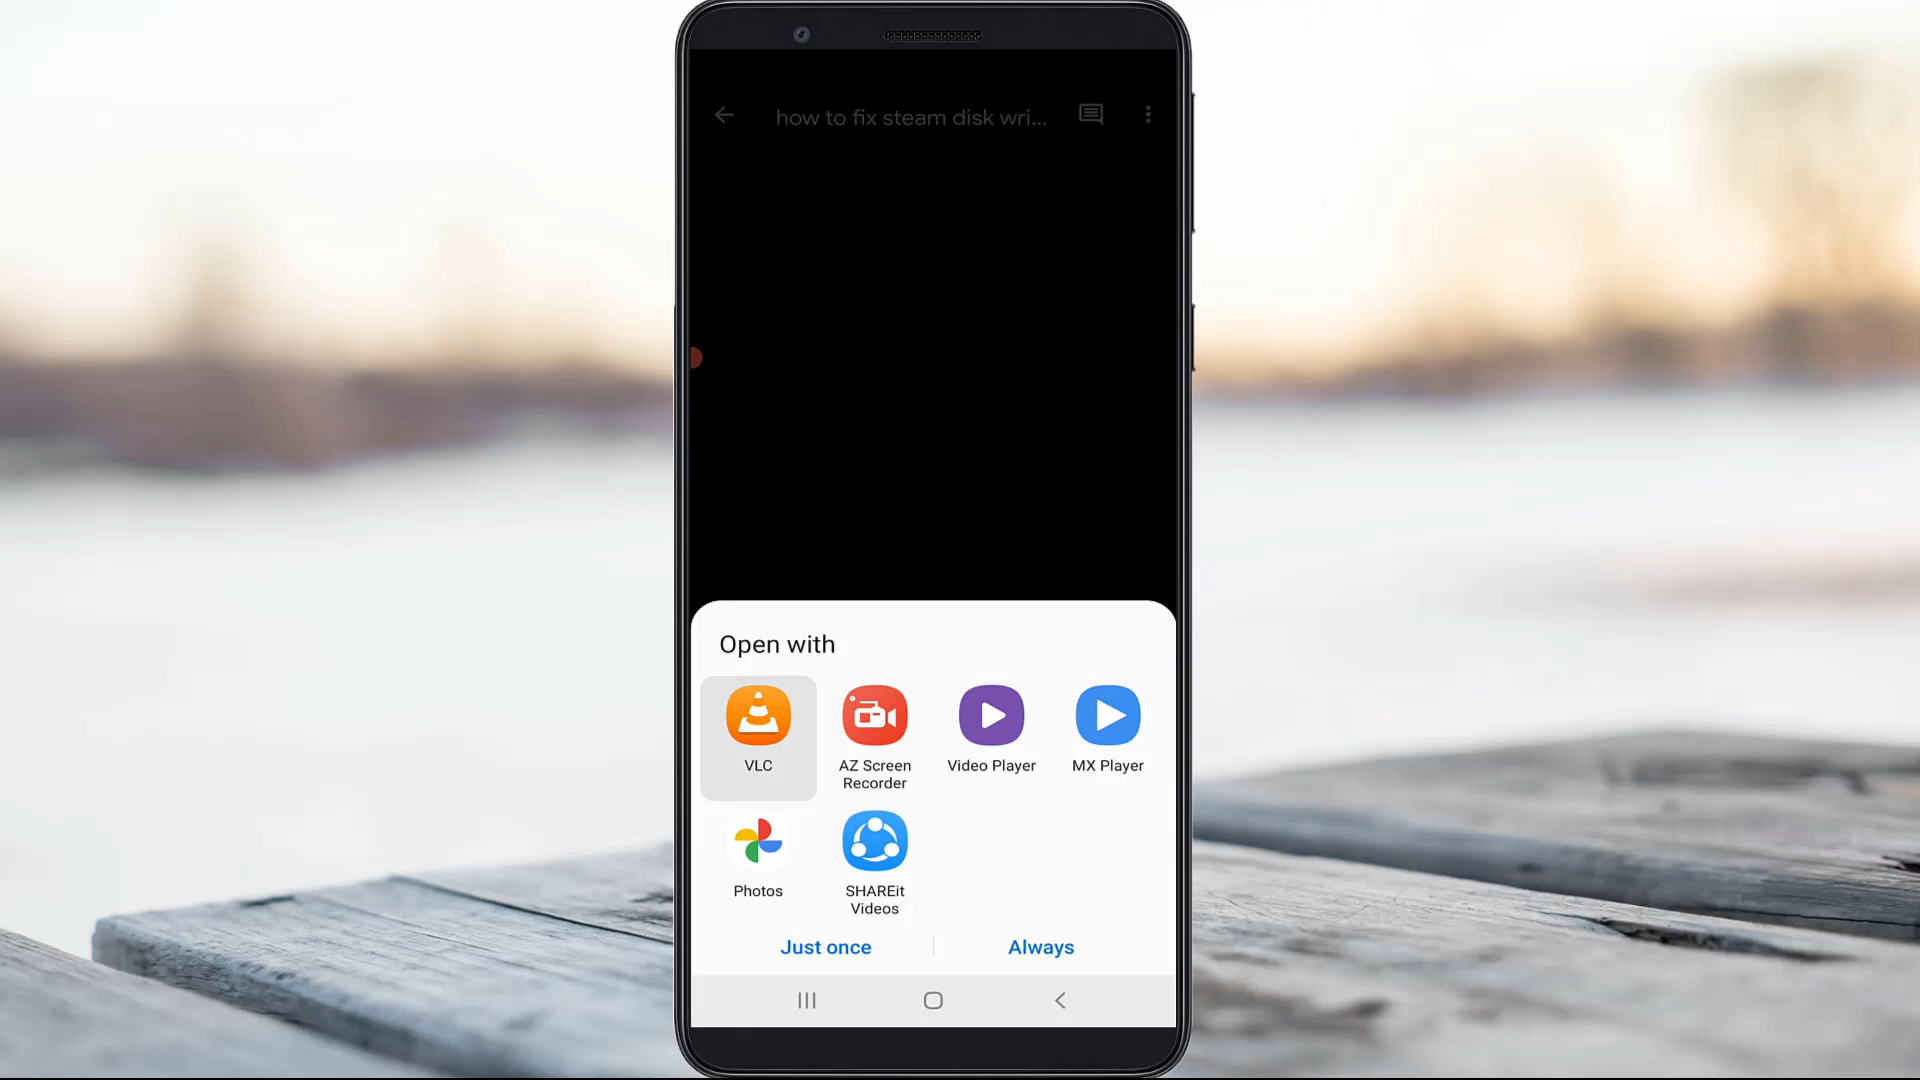 how to fix steam disk wri...
Open with
VLC
AZ Screen
Recorder
Video Player
MX Player
Photos
SHAREit
Videos
Just once
Always